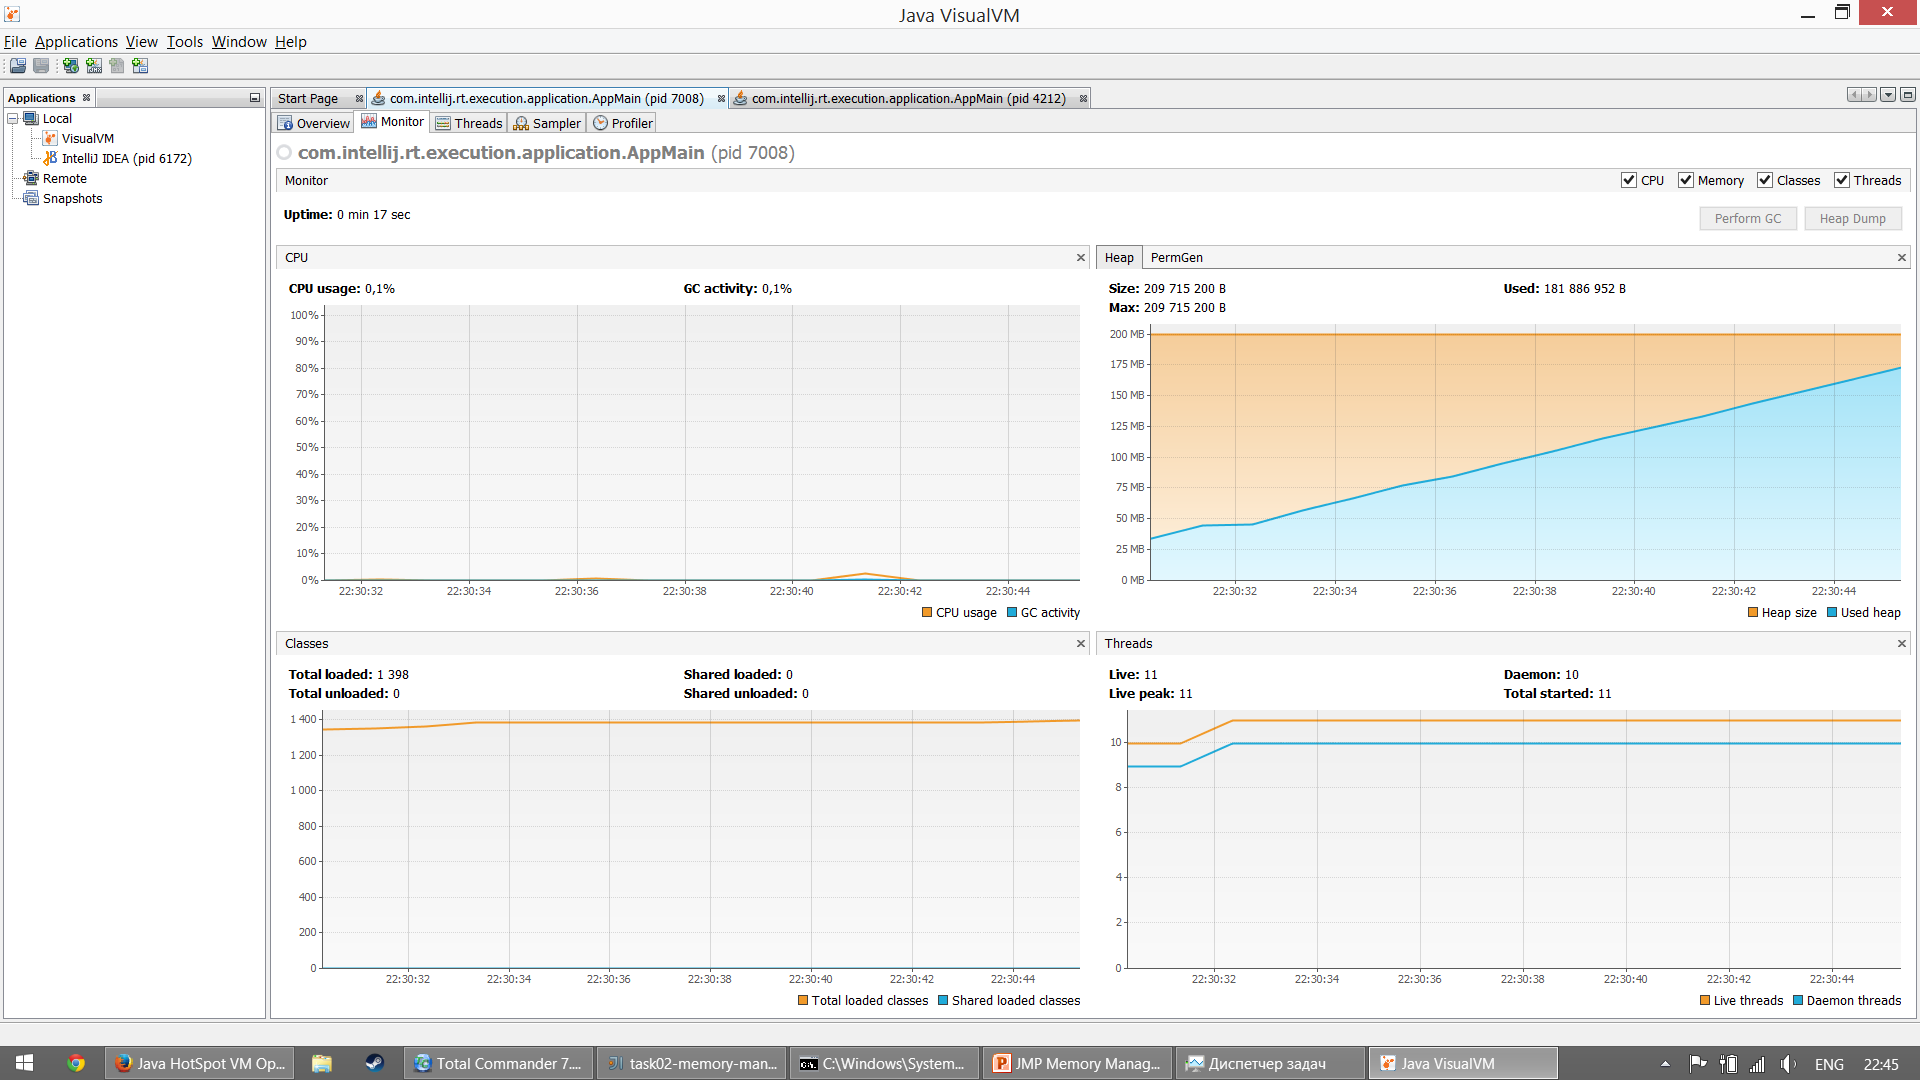 Java VisualVM
File Applications View Tools Window Help
Applications
Local
VisualVM
IntelliJ IDEA (pid 6172)
Remote
Snapshots
Start Page com.intellij.rt.execution.application.AppMain (pid 7008) com.intellij.rt.execution.application.AppMain (pid 4212)
Overview Monitor Threads Sampler Profiler
com.intellij.rt.execution.application.AppMain (pid 7008)
Monitor CPU Memory Classes Threads
Uptime: 0 min 17 sec
Perform GC Heap Dump
CPU
CPU usage: 0,1% GC activity: 0,1%
100%
90%
80%
70%
60%
50%
40%
30%
20%
10%
0%
22:30:32 22:30:34 22:30:36 22:30:38 22:30:40 22:30:42 22:30:44
CPU usage GC activity
Heap PermGen
Size: 209 715 200 B Used: 181 886 952 B
Max: 209 715 200 B
200 MB
175 MB
150 MB
125 MB
100 MB
75 MB
50 MB
25 MB
0 MB
22:30:32 22:30:34 22:30:36 22:30:38 22:30:40 22:30:42 22:30:44
Heap size Used heap
Classes
Total loaded: 1 398 Shared loaded: 0
Total unloaded: 0 Shared unloaded: 0
1 400
1 200
1 000
800
600
400
200
0
22:30:32 22:30:34 22:30:36 22:30:38 22:30:40 22:30:42 22:30:44
Total loaded classes Shared loaded classes
Threads
Live: 11 Daemon: 10
Live peak: 11 Total started: 11
10
8
6
4
2
0
22:30:32 22:30:34 22:30:36 22:30:38 22:30:40 22:30:42 22:30:44
Live threads Daemon threads
Java HotSpot VM Op... Total Commander 7.... task02-memory-man... C:\Windows\System... JMP Memory Manag... Диспетчер задач Java VisualVM ENG 22:45